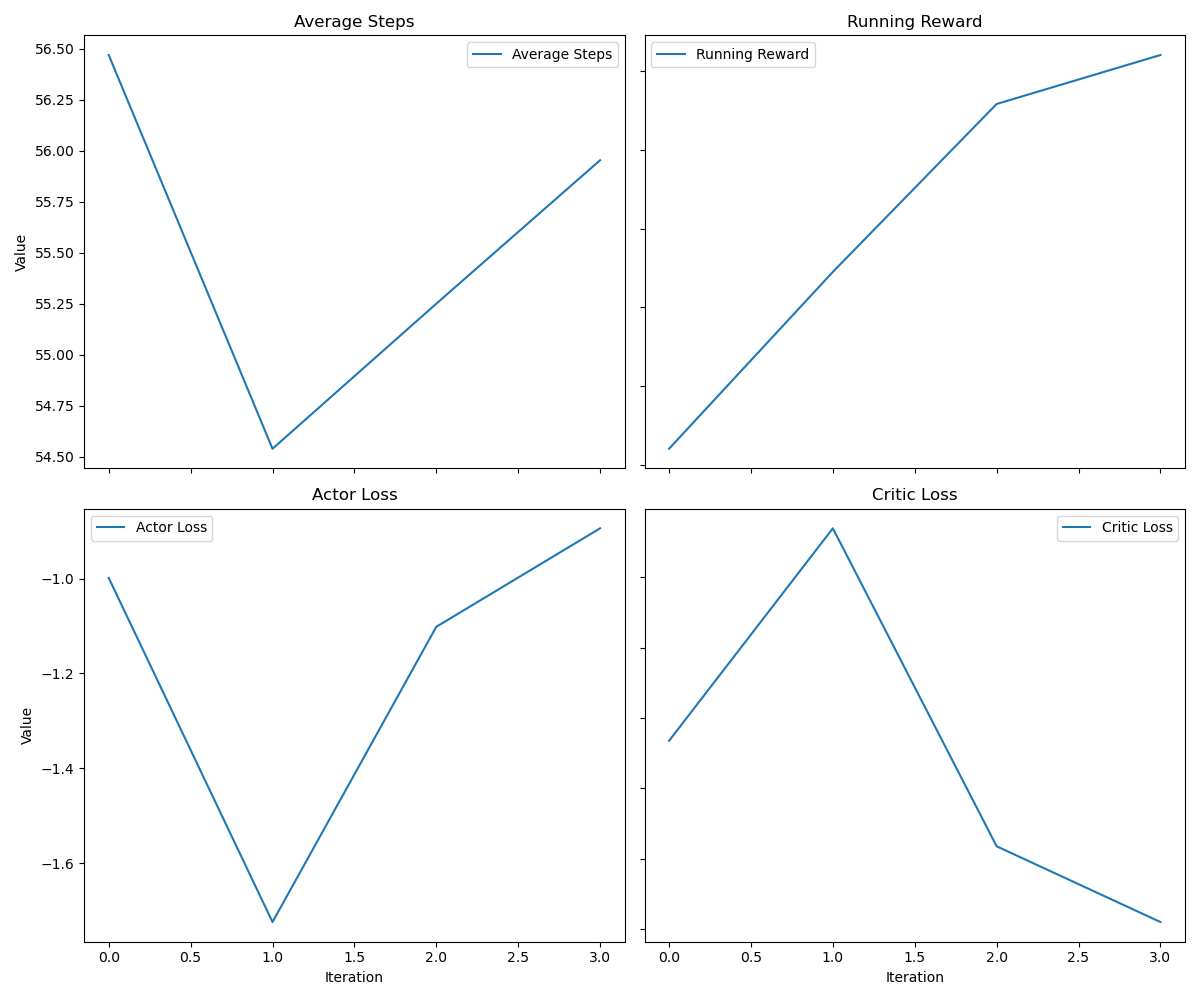 Average Steps
Running Reward
Average Steps
Running Reward
56.50
56.25
56.00
55.75
55.50
55.25
55.00
54.75
54.50
Value
Actor Loss
Critic Loss
Actor Loss
Critic Loss
−1.0
−1.2
−1.4
−1.6
Value
0.0 0.5 1.0 1.5 2.0 2.5 3.0
Iteration
0.0 0.5 1.0 1.5 2.0 2.5 3.0
Iteration